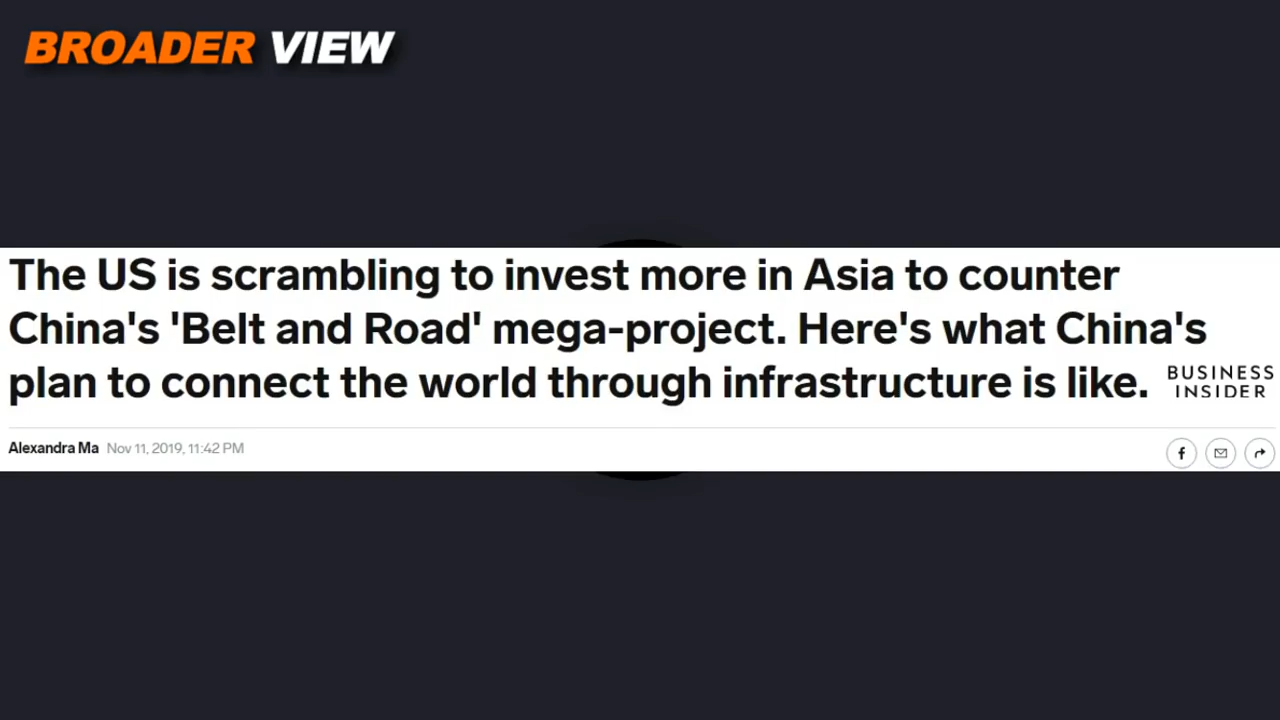 BROADER VIEW
The US is scrambling to invest more in Asia to counter
China's 'Belt and Road' mega-project. Here's what China's
plan to connect the world through infrastructure is like.
BUSINESS
INSIDER
Alexandra Ma Nov 11, 2019, 11:42 PM